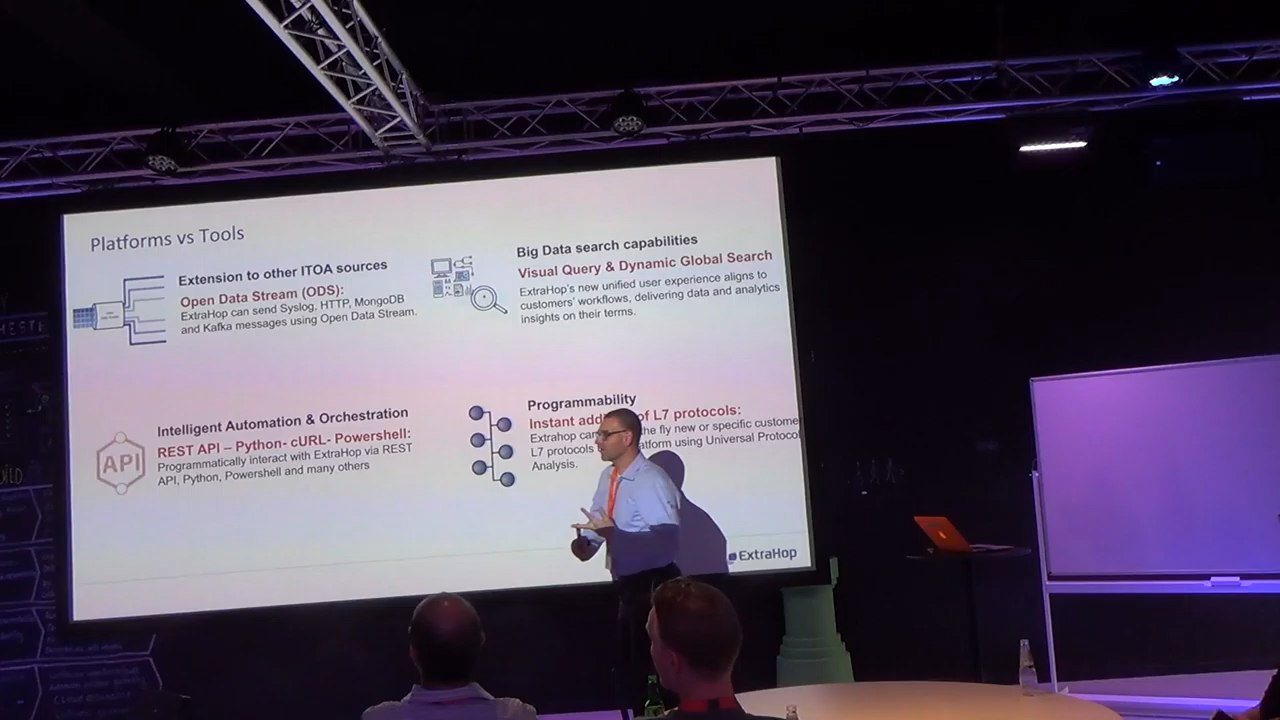 Platforms vs Tools
Extension to other ITOA sources
Open Data Stream (ODS):
ExtraHop can send Syslog, HTTP, MongoDB
and Kafka messages using Open Data Stream.
Big Data search capabilities
Visual Query & Dynamic Global Search
ExtraHop's new unified user experience aligns to
customers' workflows, delivering data and analytics
insights on their terms.
Intelligent Automation & Orchestration
REST API – Python- cURL- Powershell:
Programmatically interact with ExtraHop via REST
API, Python, Powershell and many others
API
Programmability
Instant add of L7 protocols:
Extrahop can the fly new or specific custome
L7 protocols atform using Universal Protocol
Analysis.
ExtraHop